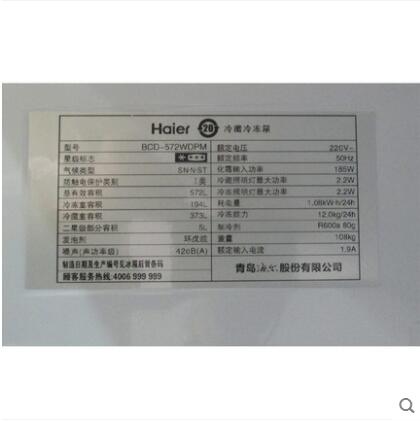 Haier 20 冷藏冷冻箱
型号 BCD-572WDPM 额定电压 220V~
星级标志 额定频率 50Hz
气候类型 SN·N·ST 化霜输入功率 185W
防触电保护类别 I类 冷藏照明灯最大功率 2.2W
总有效容积 572L 冷冻照明灯最大功率 2.2W
冷冻室容积 194L 耗电量 1.08kW·h/24h
冷藏室容积 373L 冷冻能力 12.0kg/24h
二星级部分容积 5L 制冷剂 R600a 80g
发泡剂 环戊烷 重量 108kg
噪声(声功率级) 42dB(A) 额定输入电流 1.9A
制造日期及生产编号见冰箱后背条码
顾客服务热线:4006 999 999 青岛海尔股份有限公司